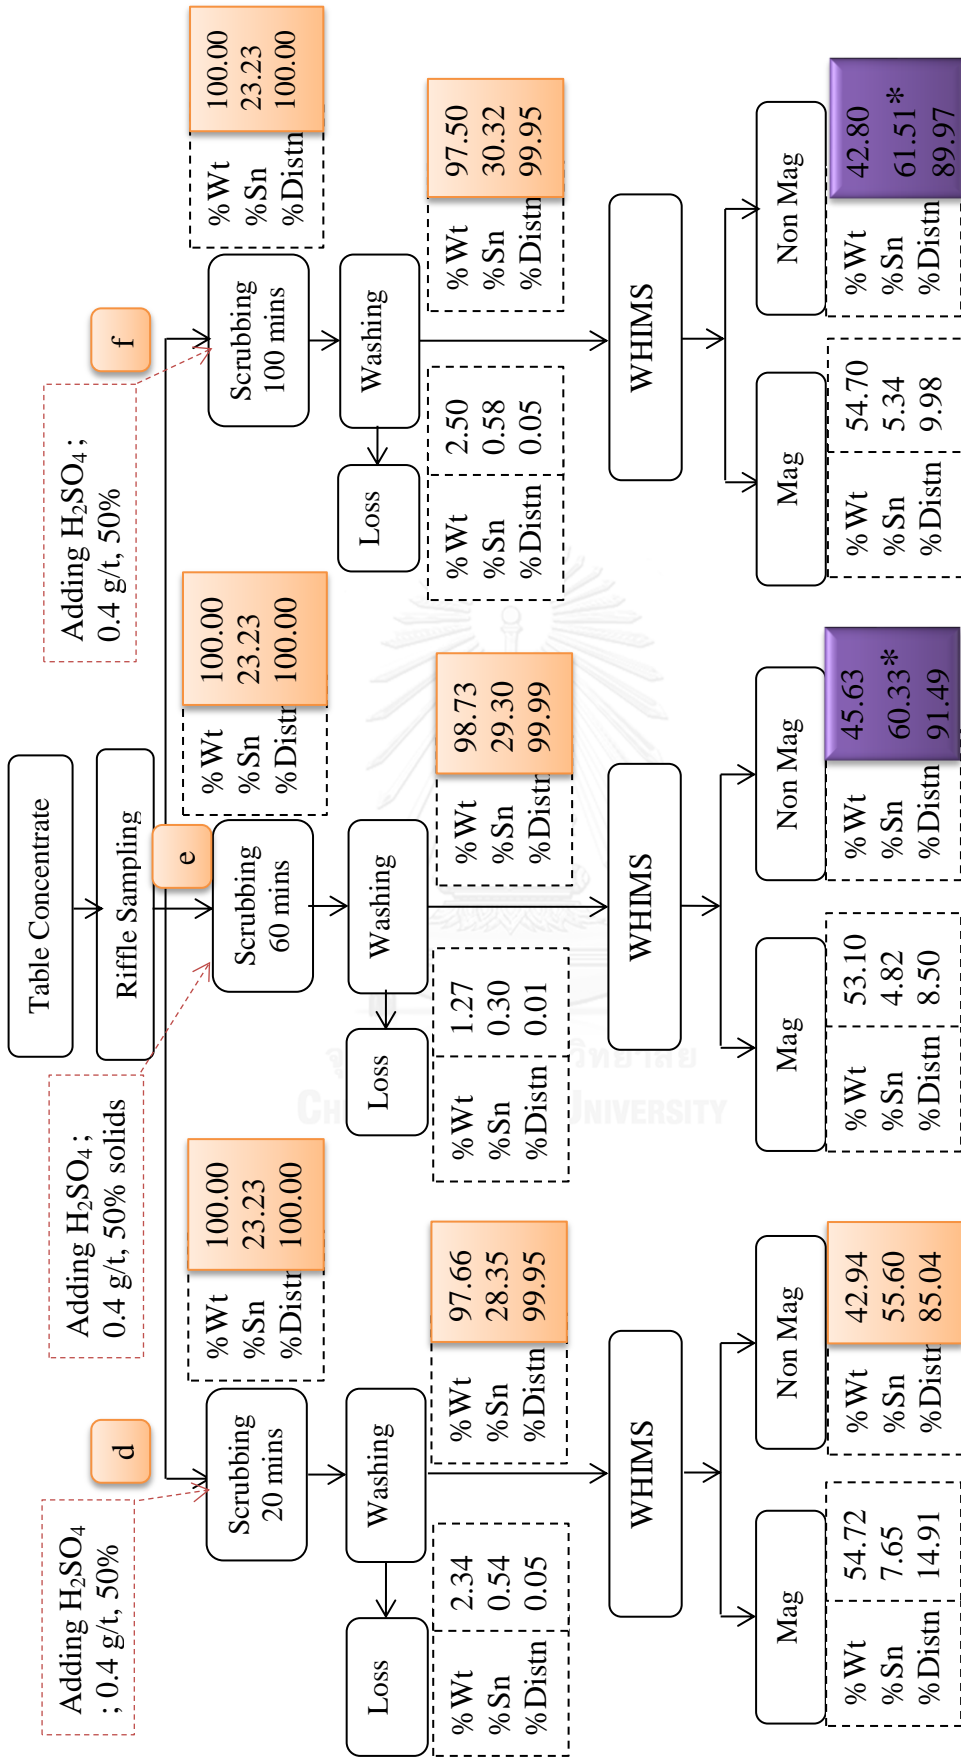 Table Concentrate
Riffle Sampling
d
Adding H₂SO₄
; 0.4 g/t, 50%
Scrubbing
20 mins
%Wt 100.00
%Sn 23.23
%Distr 100.00
Washing
Loss
%Wt 2.34
%Sn 0.54
%Distn 0.05
%Wt 97.66
%Sn 28.35
%Distn 99.95
WHIMS
Mag
%Wt 54.72
%Sn 7.65
%Distn 14.91
Non Mag
%Wt 42.94
%Sn 55.60
%Distr 85.04
e
Adding H₂SO₄;
0.4 g/t, 50% solids
Scrubbing
60 mins
%Wt 100.00
%Sn 23.23
%Distr 100.00
Washing
Loss
%Wt 1.27
%Sn 0.30
%Distn 0.01
%Wt 98.73
%Sn 29.30
%Distn 99.99
WHIMS
Mag
%Wt 53.10
%Sn 4.82
%Distn 8.50
Non Mag
%Wt 45.63
%Sn 60.33*
%Distn 91.49
f
Adding H₂SO₄;
0.4 g/t, 50%
Scrubbing
100 mins
%Wt 100.00
%Sn 23.23
%Distn 100.00
Washing
Loss
%Wt 2.50
%Sn 0.58
%Distn 0.05
%Wt 97.50
%Sn 30.32
%Distn 99.95
WHIMS
Mag
%Wt 54.70
%Sn 5.34
%Distn 9.98
Non Mag
%Wt 42.80
%Sn 61.51*
%Distn 89.97
UNIVERSITY